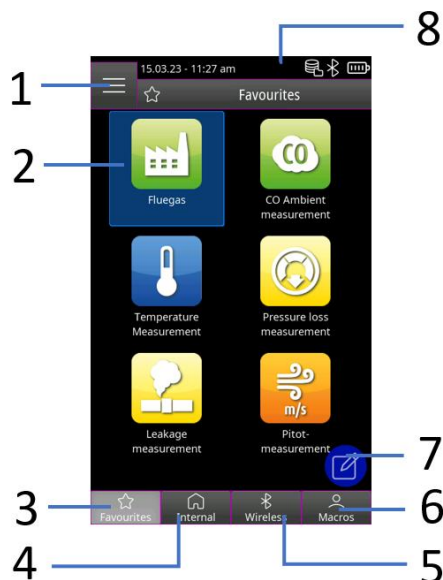 8
15.03.23 - 11:27 am
1
Favourites
2
CO
Fluegas
CO Ambient
measurement
Temperature
Measurement
Pressure loss
measurement
m/s
Leakage
measurement
Pitot-
measurement
7
3
Favourites
Internal
Wireless
Macros
6
4
5